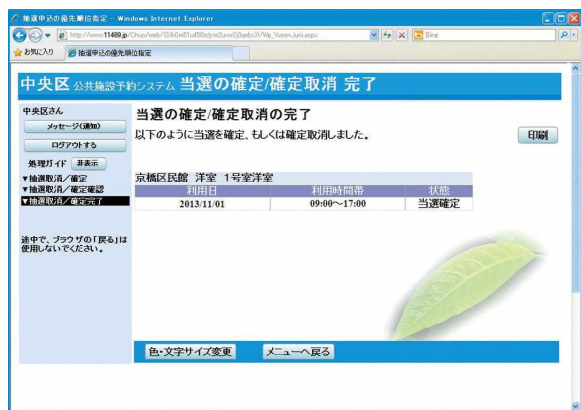 抽選申込の優先順位指定 - Windows Internet Explorer
Bing
お気に入り
抽選申込の優先順位指定
中央区 公共施設予約システム 当選の確定/確定取消 完了
中央区さん
メッセージ(通知)
ログアウトする
処理ガイド 非表示
▼抽選取消/確定
▼抽選取消/確定確認
▼抽選取消/確定完了
途中で、ブラウザの「戻る」は
使用しないでください。
当選の確定/確定取消の完了
以下のように当選を確定、もしくは確定取消しました。
印刷
京橋区民館 洋室 1号室洋室
利用日 利用時間帯 状態
2013/11/01 09:00～17:00 当選確定
色・文字サイズ変更 メニューへ戻る